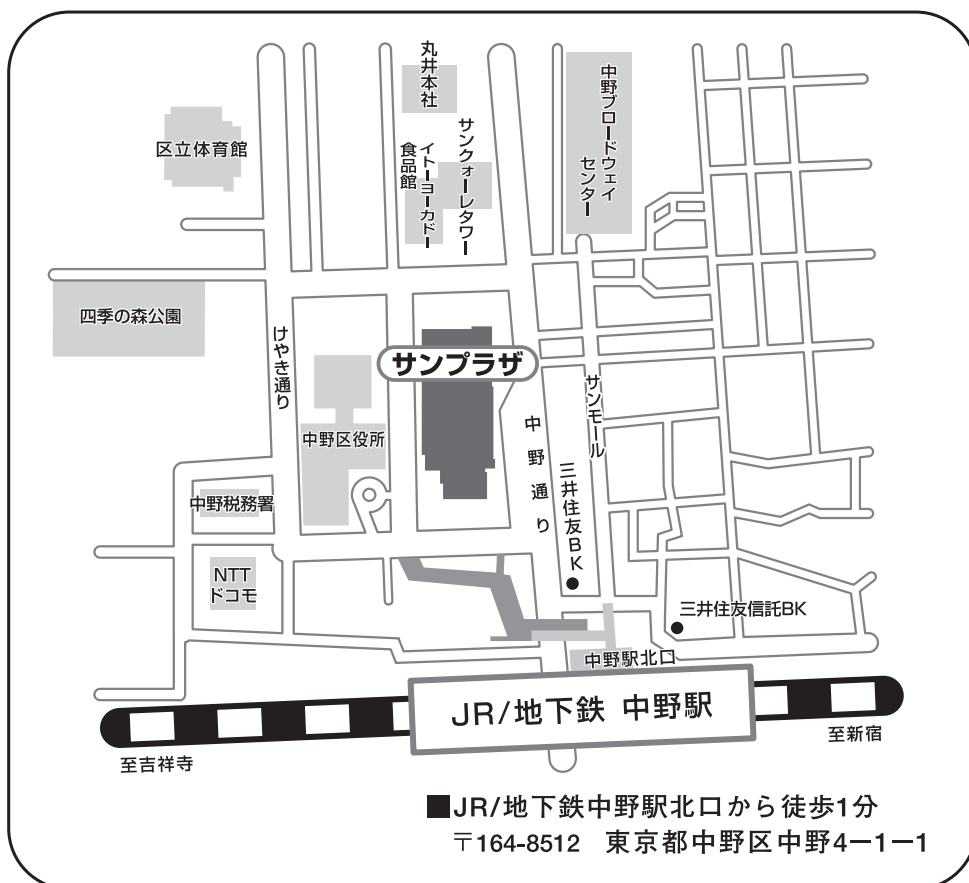 丸井本社
中野ブロードウェイ
センター
区立体育館
サンクォーレタワー
イトーヨーカドー
食品館
四季の森公園
けやき通り
サンプラザ
サンモール
中野通り
中野区役所
三井住友BK
中野税務署
NTT
ドコモ
三井住友信託BK
中野駅北口
JR/地下鉄 中野駅
至新宿
至吉祥寺
■JR/地下鉄中野駅北口から徒歩1分
〒164-8512 東京都中野区中野4ー1ー1